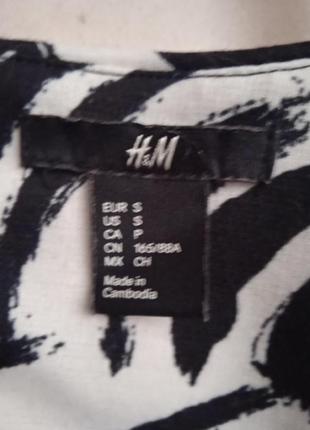 H&M
EUR S
US S
CA P
CN 165/88A
MX CH
Made in
Cambodia